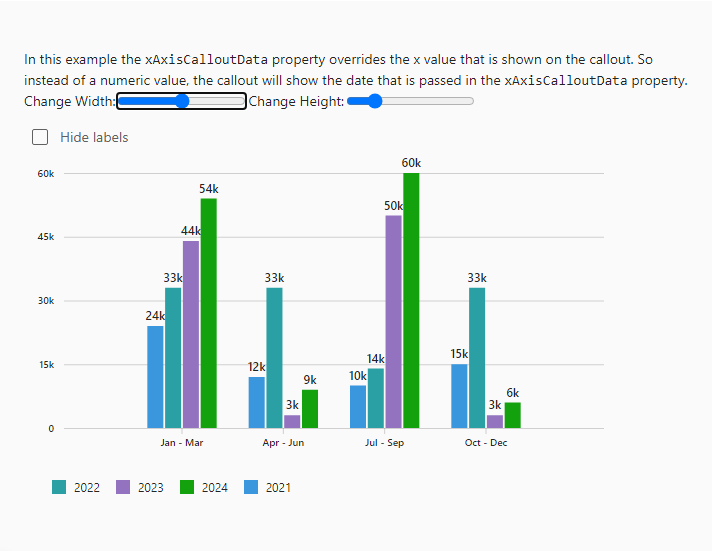 In this example the xAxisCalloutData property overrides the x value that is shown on the callout. So
instead of a numeric value, the callout will show the date that is passed in the xAxisCalloutData property.
Change Width: Change Height:
Hide labels
60k
45k
30k
15k
0
24k 33k 44k 54k
12k 33k 3k 9k
10k 14k 50k 60k
15k 33k 3k 6k
Jan - Mar Apr - Jun Jul - Sep Oct - Dec
2022 2023 2024 2021